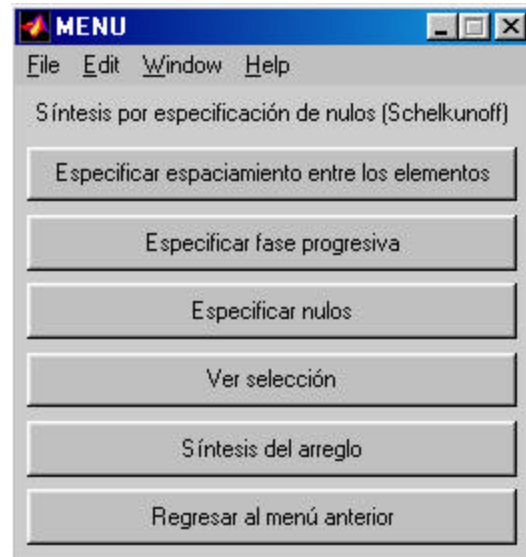 MENU
File Edit Window Help
Síntesis por especificación de nulos (Schelkunoff)
Especificar espaciamiento entre los elementos
Especificar fase progresiva
Especificar nulos
Ver selección
Síntesis del arreglo
Regresar al menú anterior